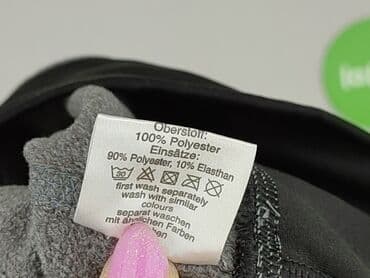 Oberstoff:
100% Polyester
Einsätze:
90% Polyester, 10% Elasthan
30
first wash separately
wash with similar
colours
separat waschen
mit ähnlichen Farben